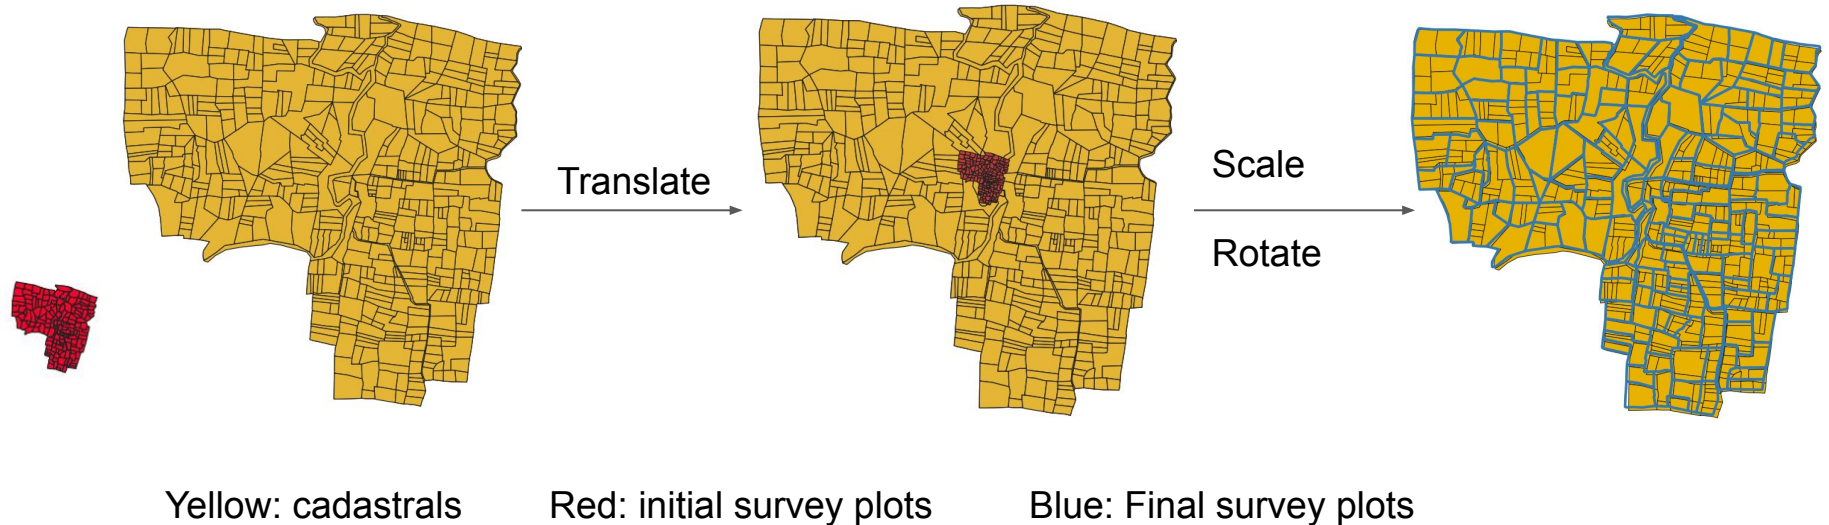 Translate
Scale
Rotate
Yellow: cadastrals
Red: initial survey plots
Blue: Final survey plots